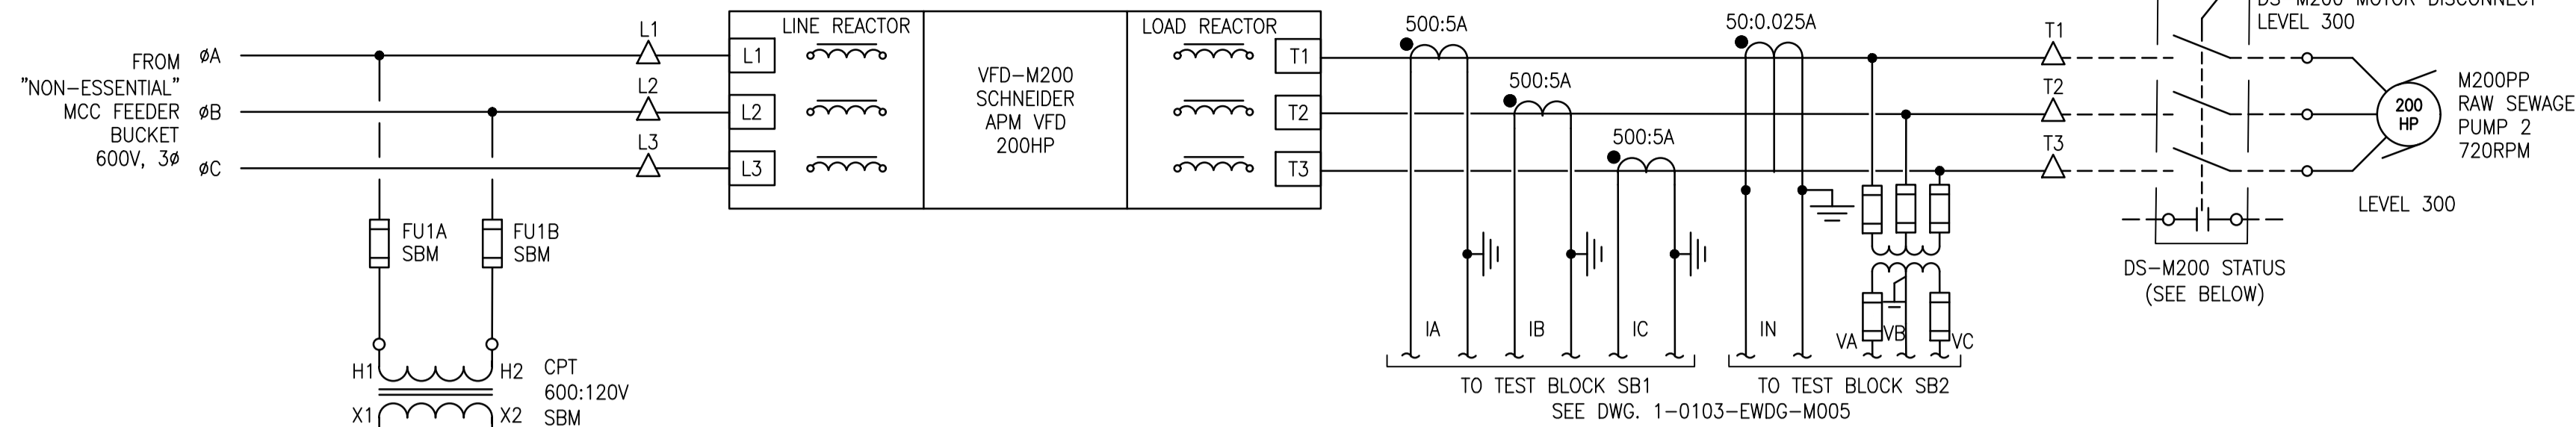 FROM
"NON-ESSENTIAL"
MCC FEEDER
BUCKET
600V, 3ø
øA
øB
øC
L1
L2
L3
FU1A
SBM
FU1B
SBM
H1
H2
X1
X2
CPT
600:120V
SBM
LINE REACTOR
L1
L2
L3
VFD-M200
SCHNEIDER
APM VFD
200HP
LOAD REACTOR
T1
T2
T3
500:5A
500:5A
500:5A
50:0.025A
IA
IB
IC
IN
VA
VB
VC
TO TEST BLOCK SB1
TO TEST BLOCK SB2
SEE DWG. 1-0103-EWDG-M005
T1
T2
T3
DS-M200 MOTOR DISCONNECT
LEVEL 300
DS-M200 STATUS
(SEE BELOW)
200
HP
M200PP
RAW SEWAGE
PUMP 2
720RPM
LEVEL 300